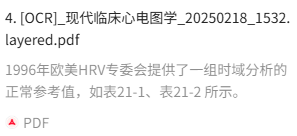 4. [OCR]_现代临床心电图学_20250218_1532.
layered.pdf
1996年欧美HRV专委会提供了一组时域分析的
正常参考值，如表21-1、表21-2 所示。
PDF